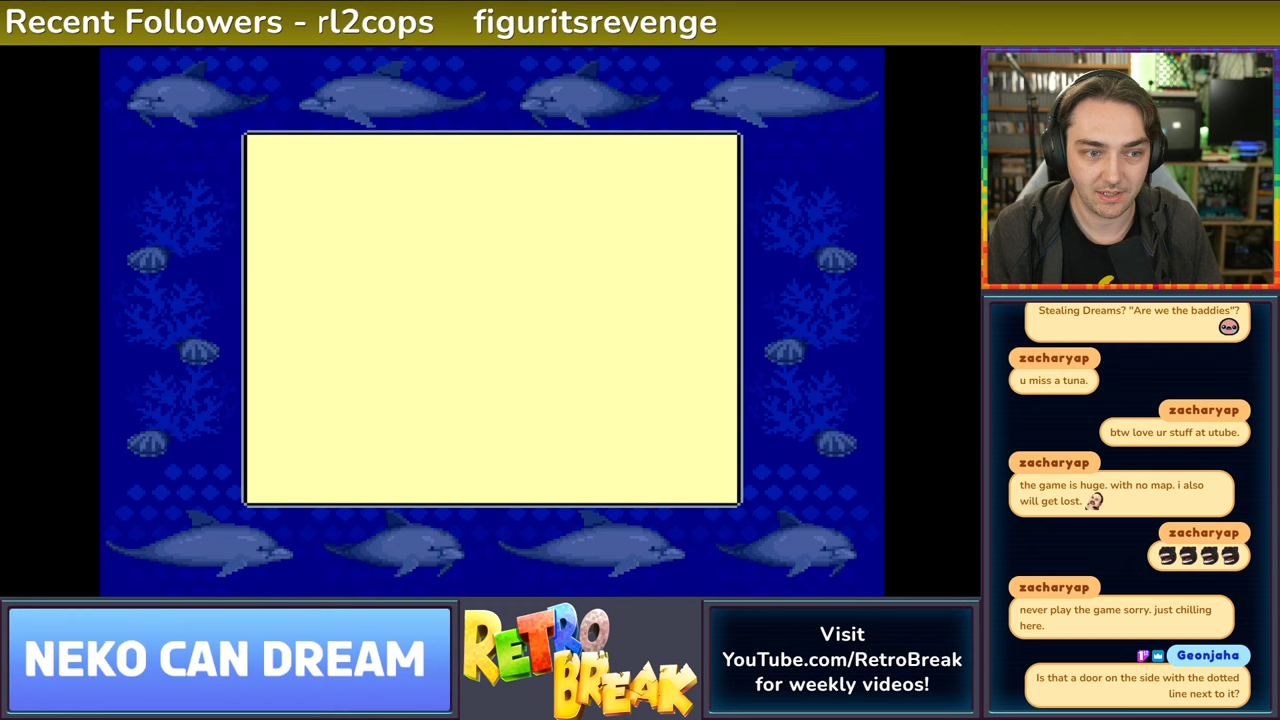 Recent Followers - rl2cops figuritsrevenge
Stealing Dreams? "Are we the baddies"?
zacharyap
u miss a tuna.
zacharyap
btw love ur stuff at utube.
zacharyap
the game is huge. with no map. i also
will get lost.
zacharyap
zacharyap
never play the game sorry. just chilling
here.
Geonjaha
Is that a door on the side with the dotted
line next to it?
NEKO CAN DREAM
RETRO
BREAK
Visit
YouTube.com/RetroBreak
for weekly videos!